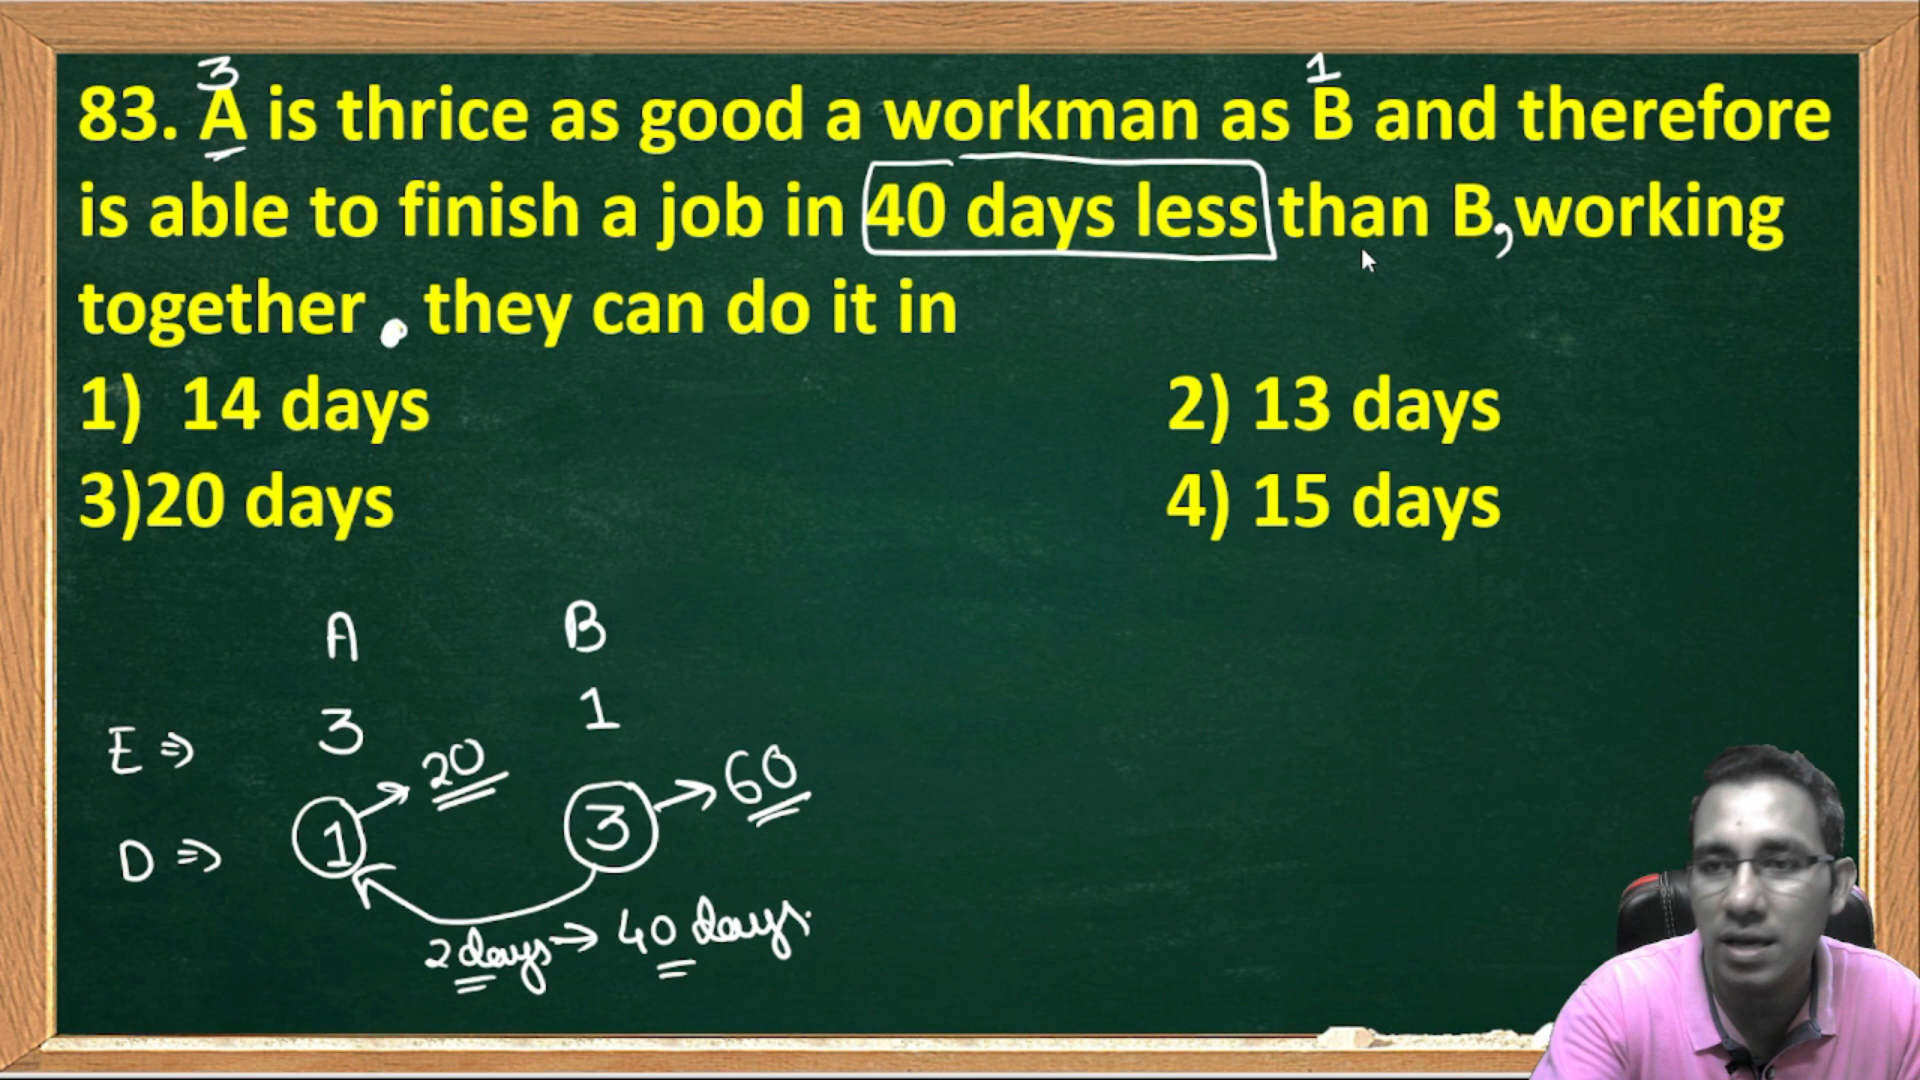 3 1
83. A is thrice as good a workman as B and therefore
is able to finish a job in 40 days less than B, working
together . they can do it in
1) 14 days 2) 13 days
3)20 days 4) 15 days
A B
E ⇒ 3 1
20 60
D ⇒ 1 3
2 days → 40 days.